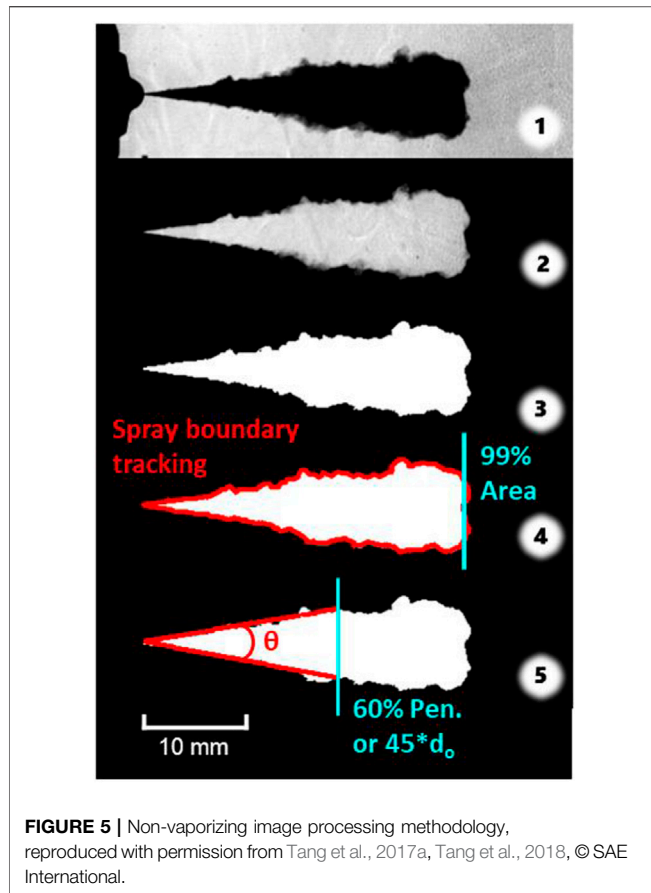 1
2
3
Spray boundary
tracking
99%
Area
4
θ
5
60% Pen.
or 45*dₒ
10 mm
FIGURE 5 | Non-vaporizing image processing methodology,
reproduced with permission from Tang et al., 2017a, Tang et al., 2018, © SAE
International.